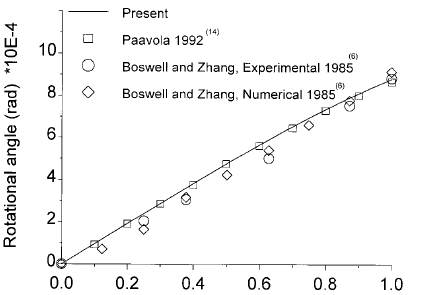 Present
Paavola 1992(14)
Boswell and Zhang, Experimental 1985(6)
Boswell and Zhang, Numerical 1985(6)
Rotational angle (rad) *10E-4
10
8
6
4
2
0
0.0 0.2 0.4 0.6 0.8 1.0